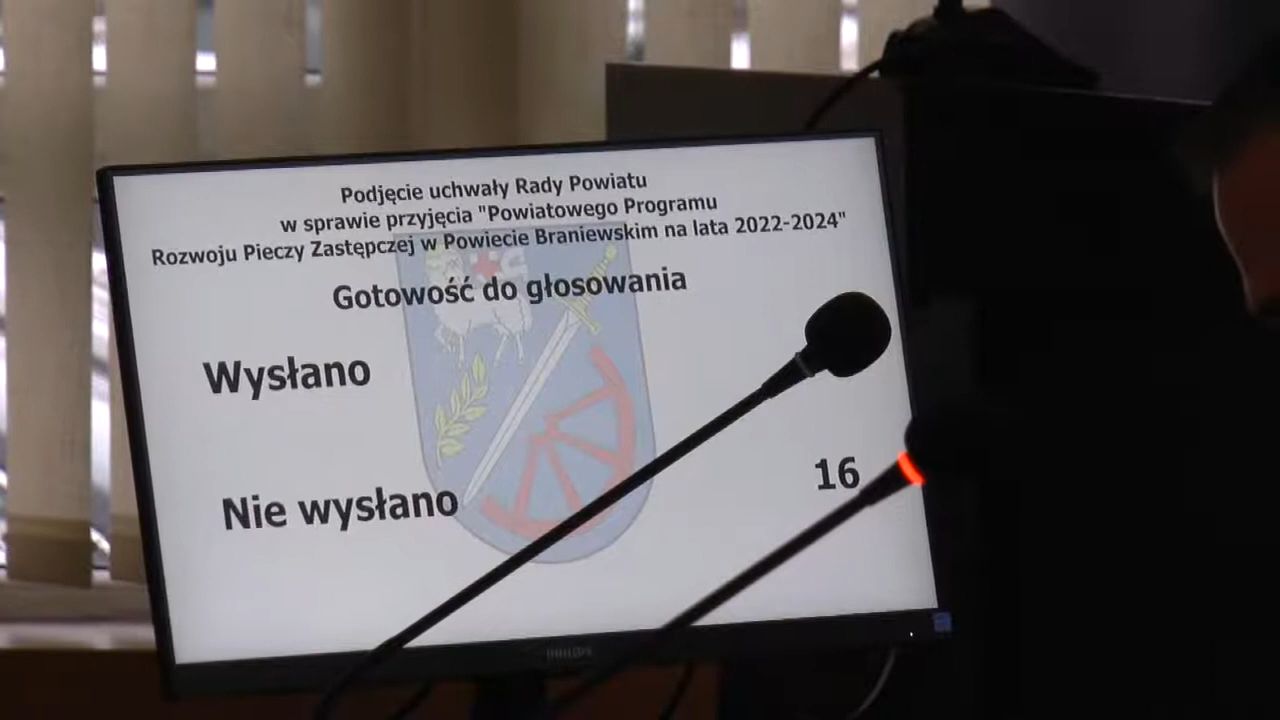 Podjęcie uchwały Rady Powiatu
w sprawie przyjęcia "Powiatowego Programu
Rozwoju Pieczy Zastępczej w Powiecie Braniewskim na lata 2022-2024"
Gotowość do głosowania
Wysłano
Nie wysłano 16
PHILIPS